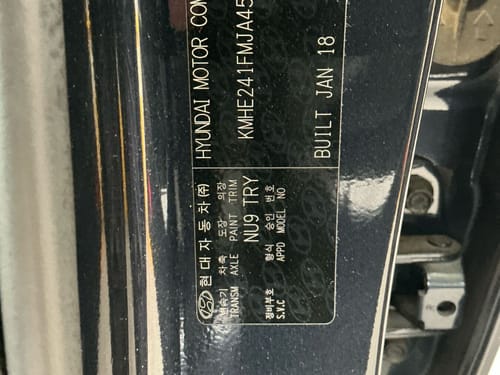 현대자동차(주)
HYUNDAI MOTOR COM
변속기 차축 도장 의장
TRANSM AXLE PAINT TRIM
NU9 TRY
KMHE241FMJA45
정비부호 형식 승인 번호
S.V.C APPD MODEL NO
BUILT JAN 18